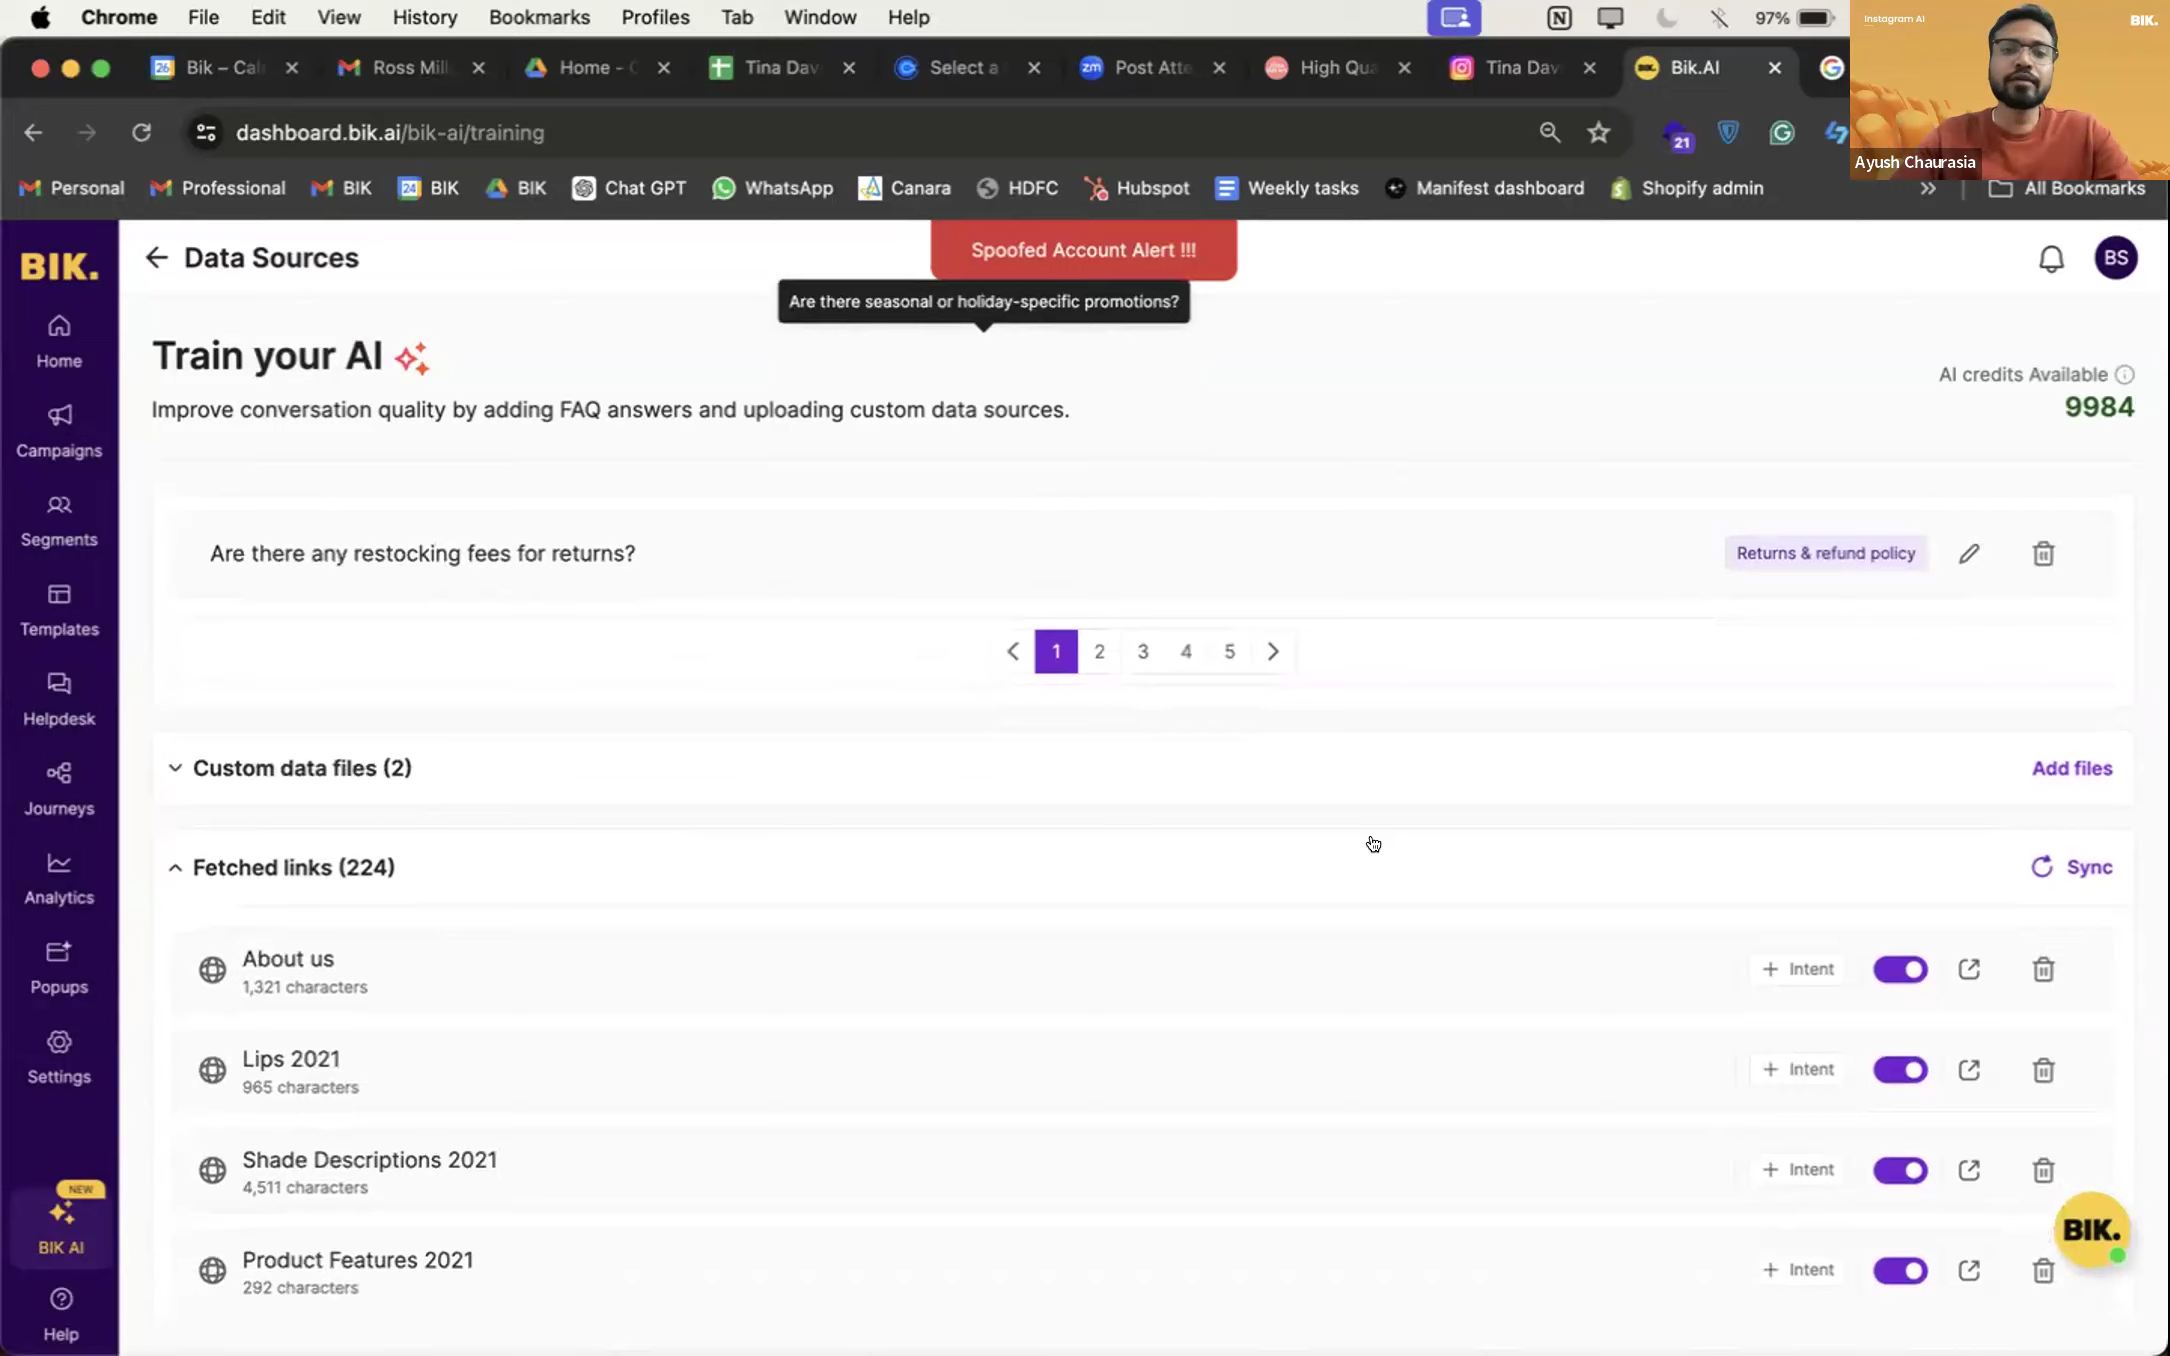 Chrome File Edit View History Bookmarks Profiles Tab Window Help 97%
Instagram AI BIK.
26 Bik – Cal Ross Mill Home - Tina Dav Select a zm Post Atte High Qua Tina Dav Bik.AI
dashboard.bik.ai/bik-ai/training 21
Ayush Chaurasia
Personal Professional BIK 24 BIK BIK Chat GPT WhatsApp Canara HDFC Hubspot Weekly tasks Manifest dashboard Shopify admin » All Bookmarks
BIK.
Home
Campaigns
Segments
Templates
Helpdesk
Journeys
Analytics
Popups
Settings
NEW
BIK AI
Help
Data Sources
Spoofed Account Alert !!!
BS
Are there seasonal or holiday-specific promotions?
Train your AI
Improve conversation quality by adding FAQ answers and uploading custom data sources.
AI credits Available
9984
Are there any restocking fees for returns? Returns & refund policy
1 2 3 4 5
Custom data files (2) Add files
Fetched links (224) Sync
About us
1,321 characters
+ Intent
Lips 2021
965 characters
+ Intent
Shade Descriptions 2021
4,511 characters
+ Intent
Product Features 2021
292 characters
+ Intent
BIK.